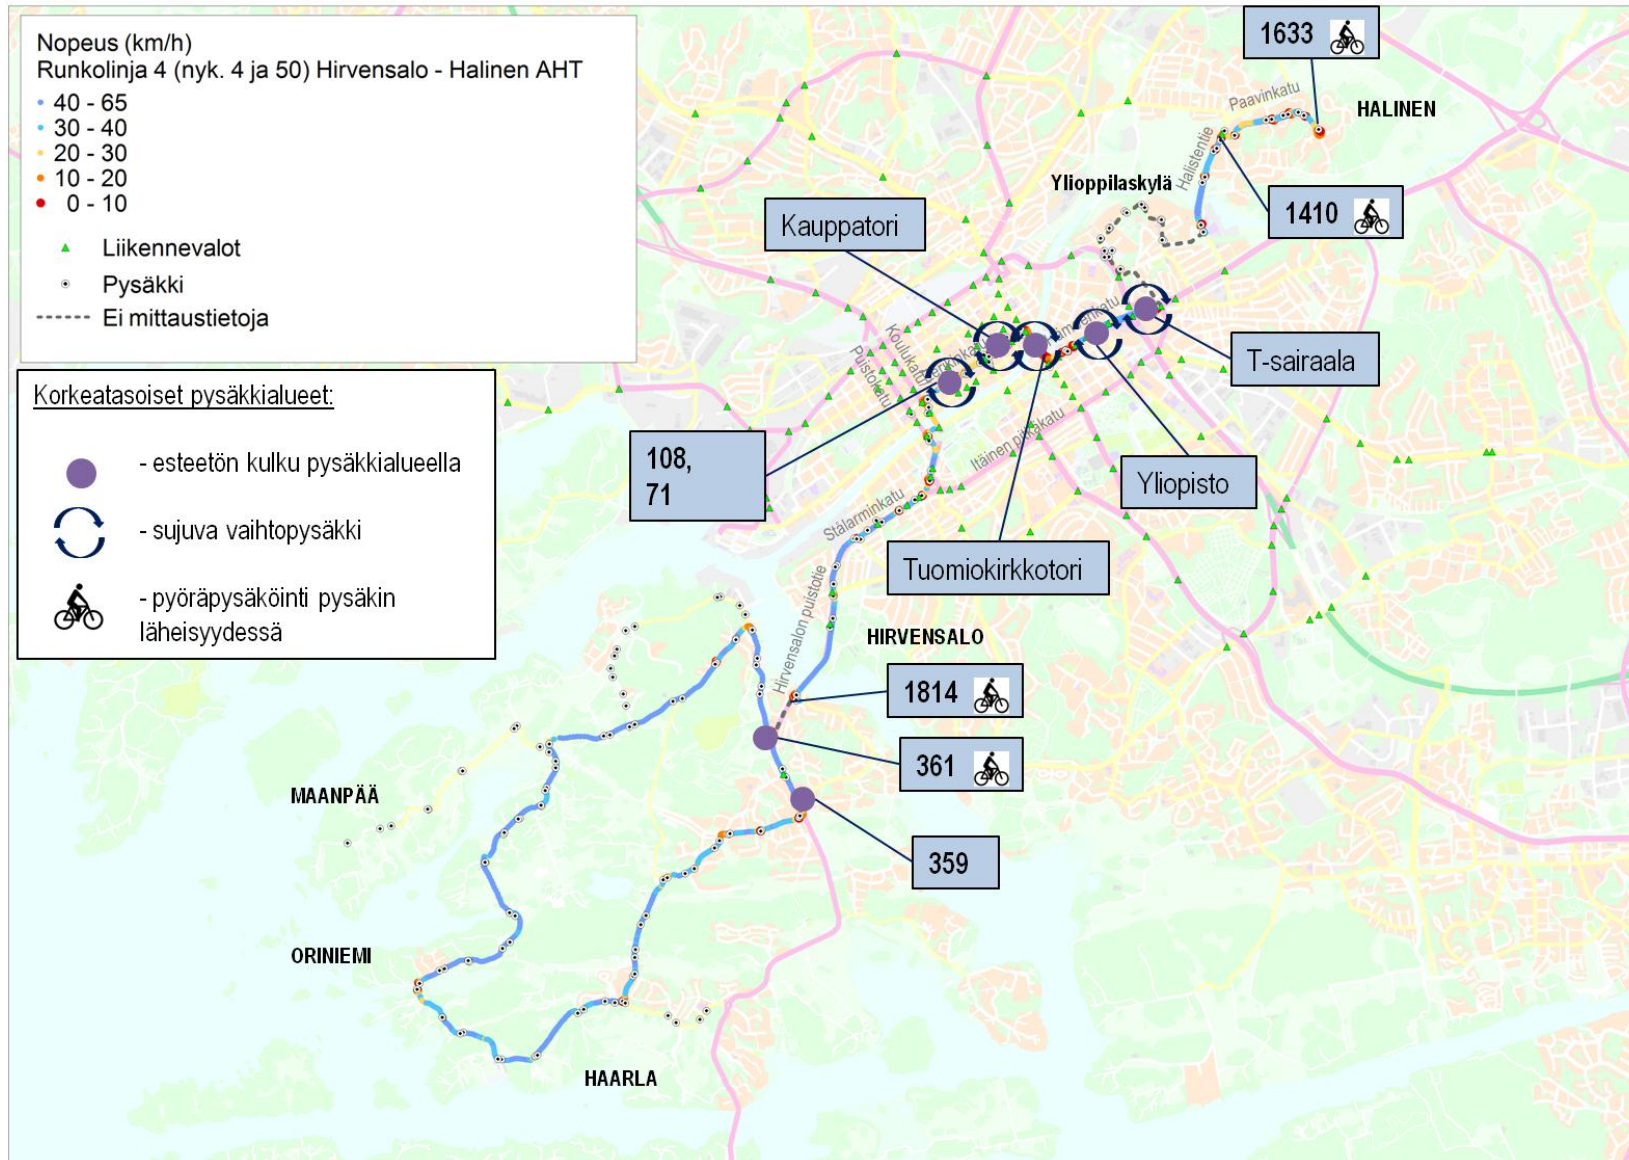 Nopeus (km/h)
Runkolinja 4 (nyk. 4 ja 50) Hirvensalo - Halinen AHT
40 - 65
30 - 40
20 - 30
10 - 20
0 - 10
Liikennevalot
Pysäkki
Ei mittaustietoja
Korkeatasoiset pysäkkialueet:
- esteetön kulku pysäkkialueella
- sujuva vaihtopysäkki
- pyöräpysäköinti pysäkin
läheisyydessä
1633
Paavinkatu
HALINEN
Halistentie
Ylioppilaskylä
1410
Kauppatori
T-sairaala
Koulukatu
Puistokatu
Itäinen pitkäkatu
108,
71
Yliopisto
Stålarminkatu
Tuomiokirkkotori
Hirvensalon puistotie
HIRVENSALO
1814
361
359
MAANPÄÄ
ORINIEMI
HAARLA